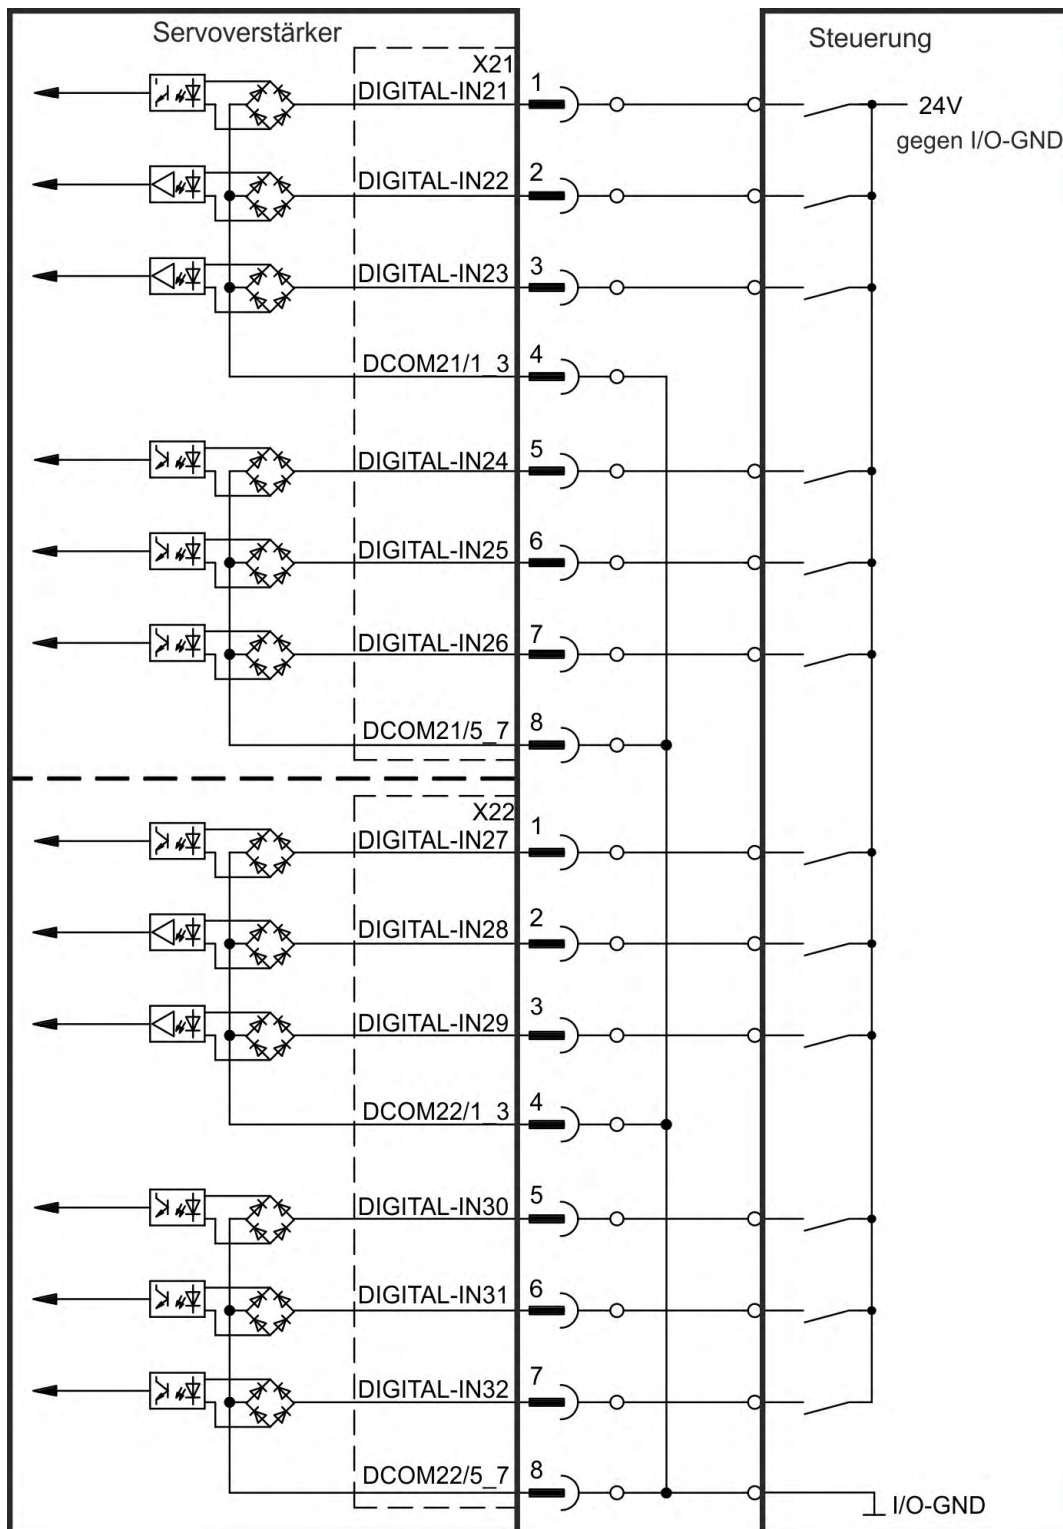 Servoverstärker
Steuerung
X21
DIGITAL-IN21 1
24V
gegen I/O-GND
DIGITAL-IN22 2
DIGITAL-IN23 3
DCOM21/1_3 4
DIGITAL-IN24 5
DIGITAL-IN25 6
DIGITAL-IN26 7
DCOM21/5_7 8
X22
DIGITAL-IN27 1
DIGITAL-IN28 2
DIGITAL-IN29 3
DCOM22/1_3 4
DIGITAL-IN30 5
DIGITAL-IN31 6
DIGITAL-IN32 7
DCOM22/5_7 8
I/O-GND